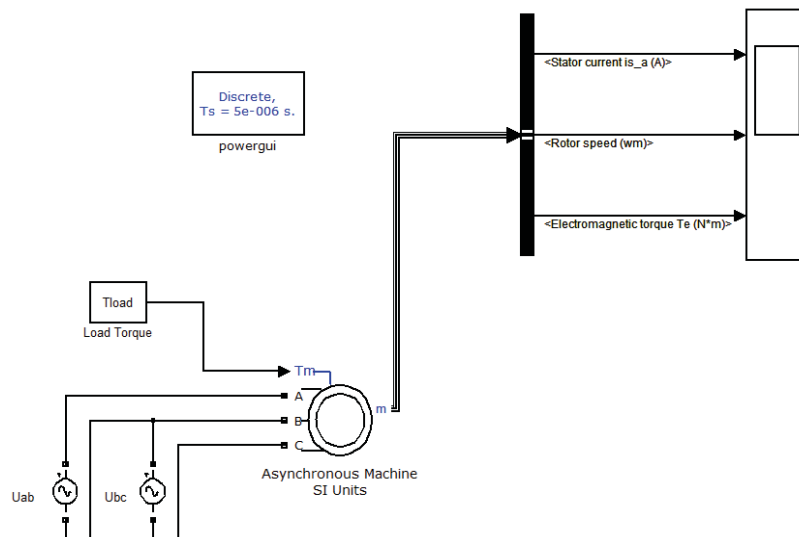 <Stator current is_a (A)>
Discrete,
Ts = 5e-006 s.
powergui
<Rotor speed (wm)>
<Electromagnetic torque Te (N*m)>
Tload
Load Torque
Tm
A
m
B
C
Asynchronous Machine
SI Units
Uab
Ubc